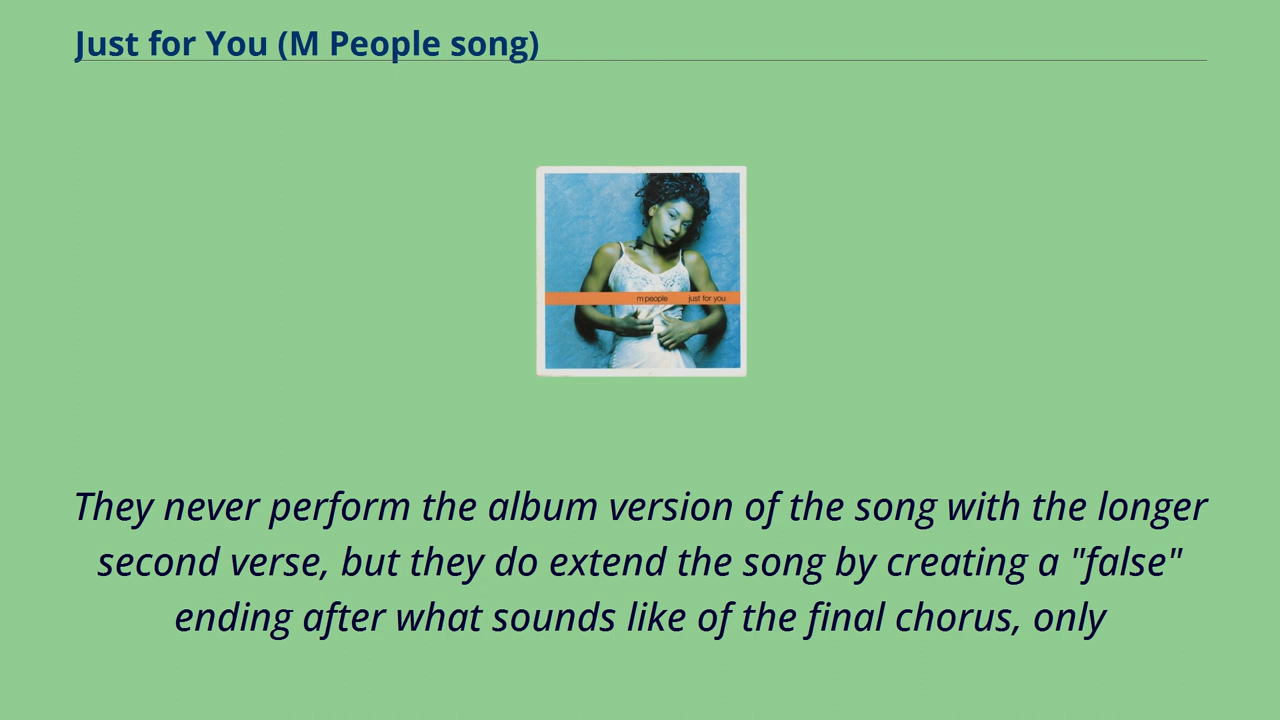 Just for You (M People song)
m people just for you
They never perform the album version of the song with the longer
second verse, but they do extend the song by creating a "false"
ending after what sounds like of the final chorus, only